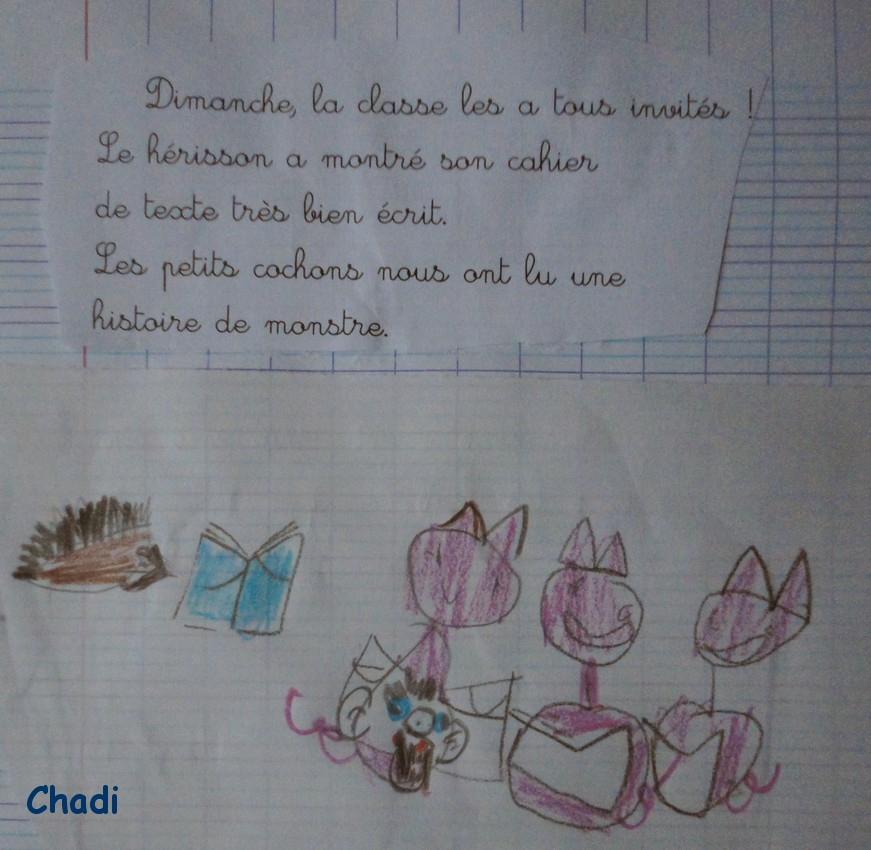 Dimanche, la classe les a tous invités !
Le hérisson a montré son cahier
de texte très bien écrit.
Les petits cochons nous ont lu une
histoire de monstre.
Chadi